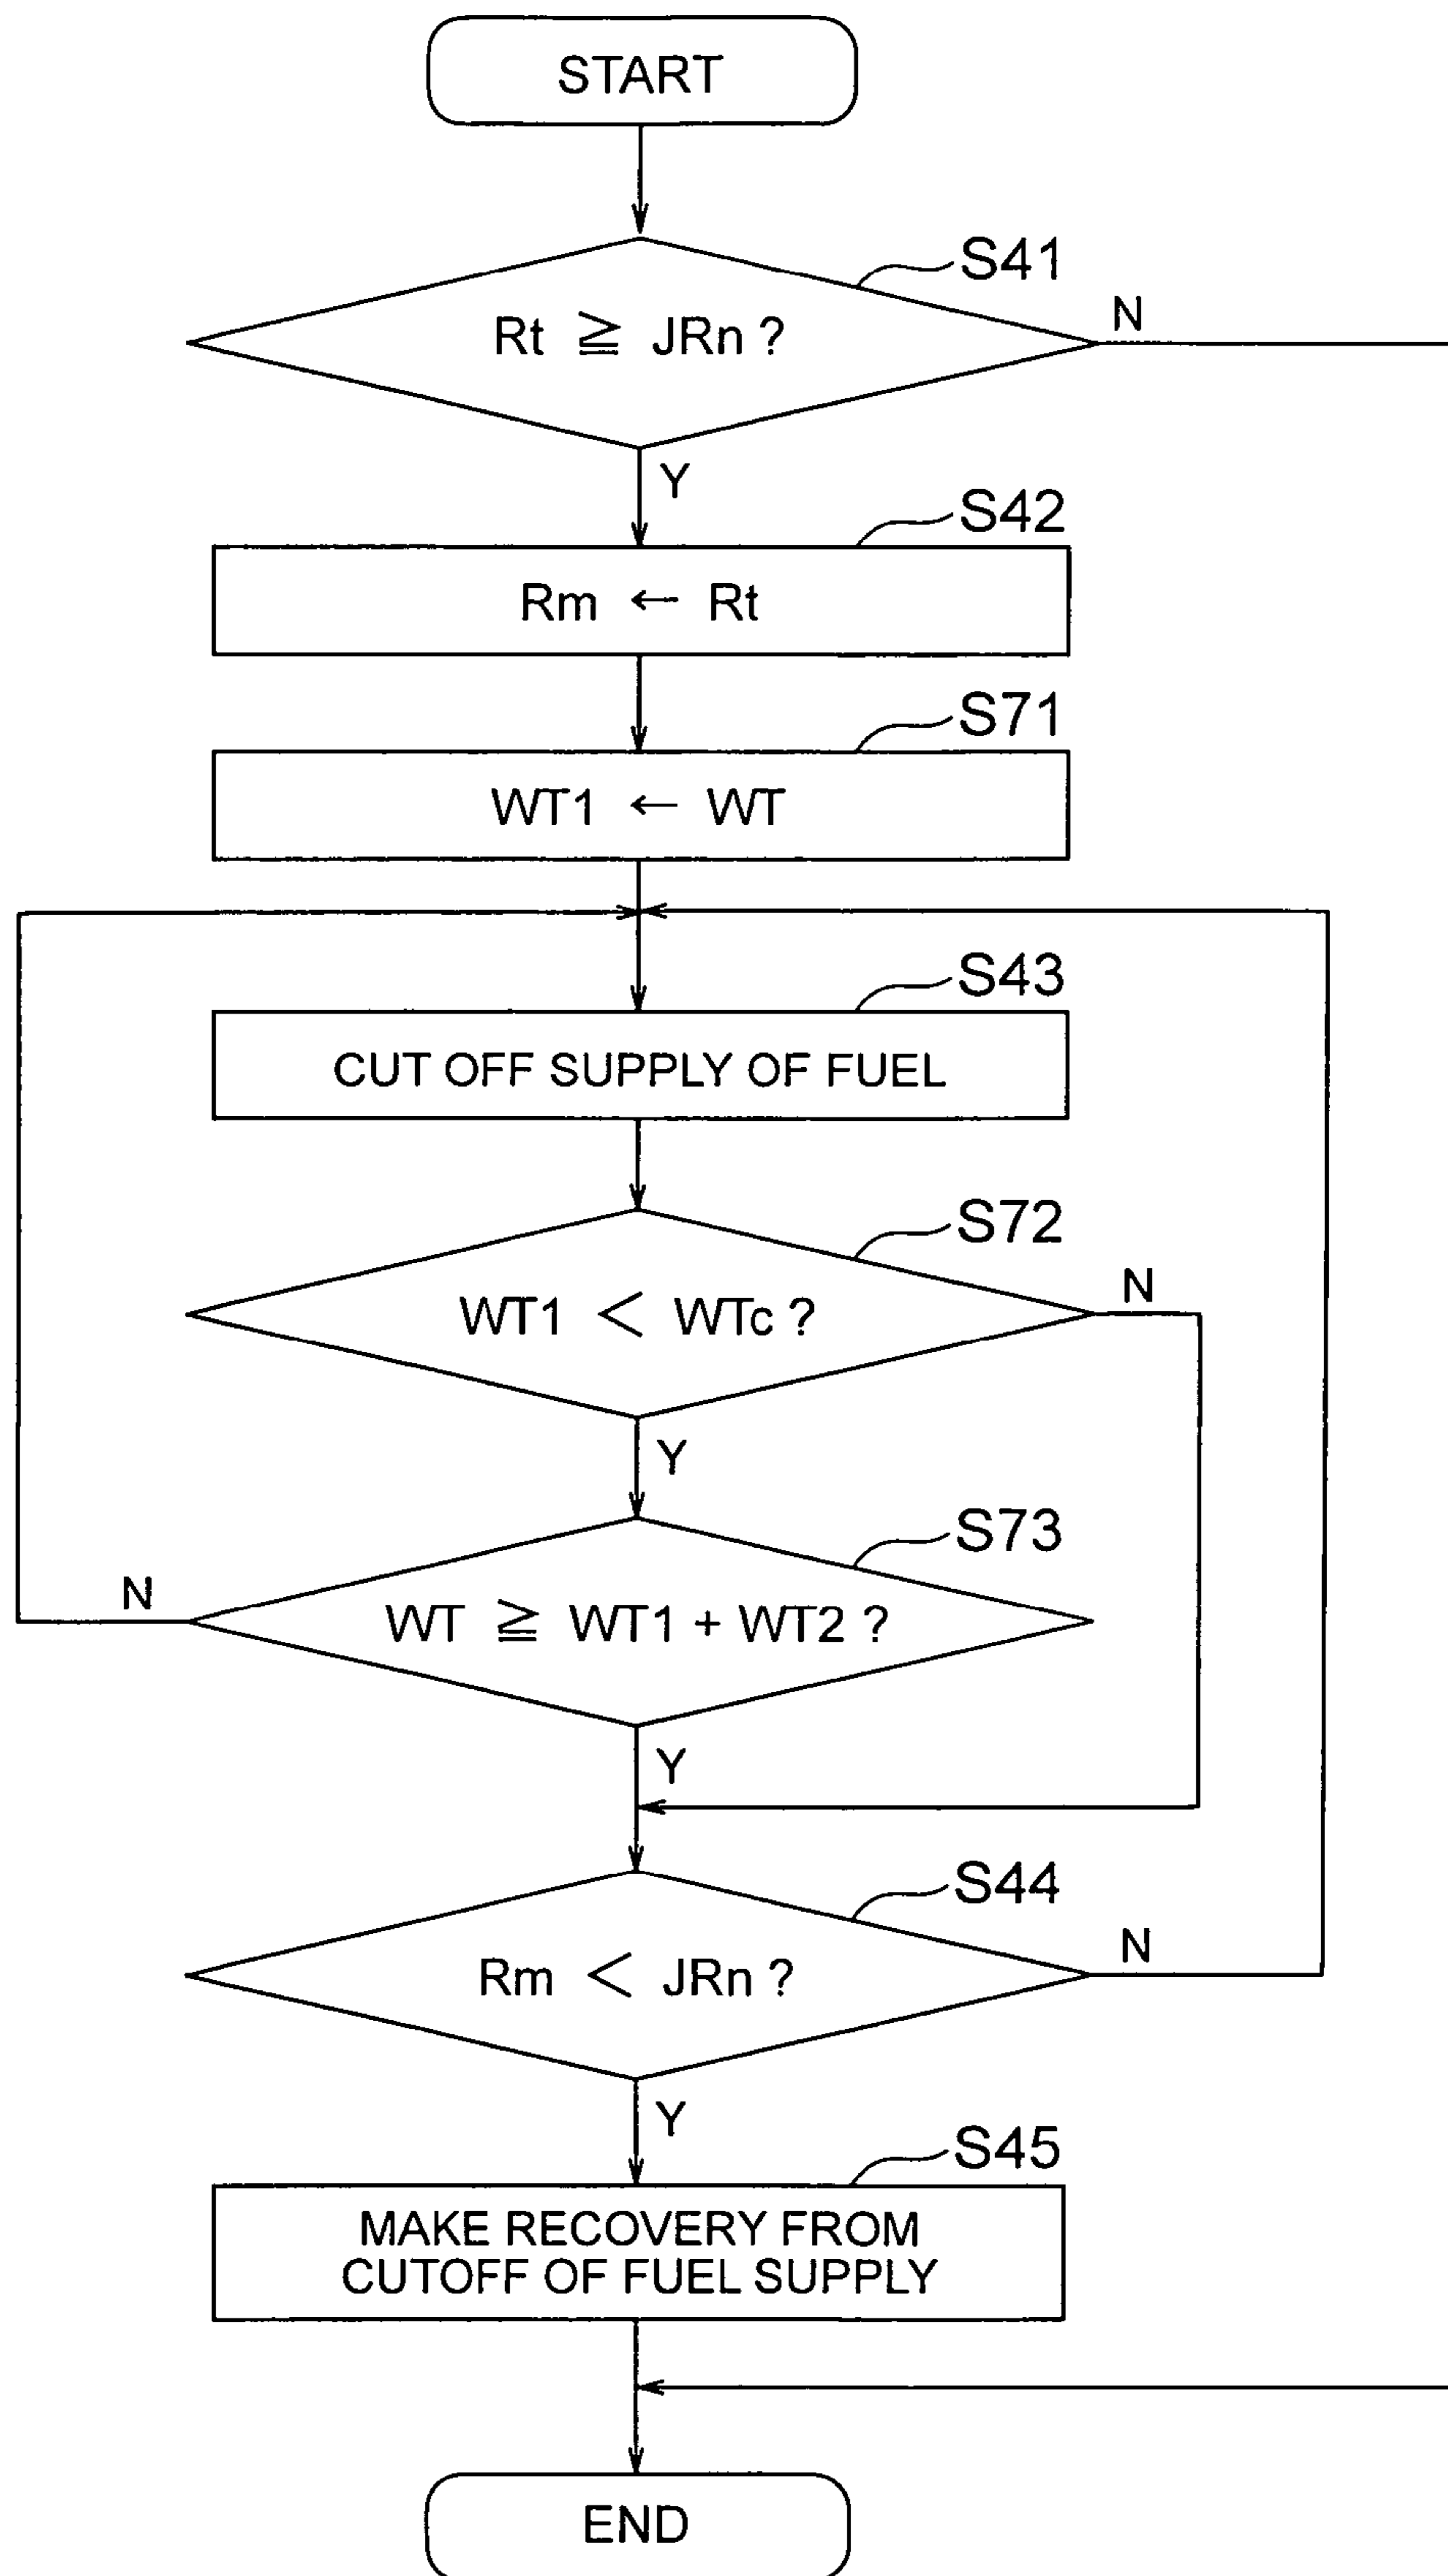 START
S41
Rt ≧ JRn ?
N
Y
S42
Rm ← Rt
S71
WT1 ← WT
S43
CUT OFF SUPPLY OF FUEL
S72
WT1 < WTc ?
N
Y
S73
WT ≧ WT1 + WT2 ?
N
Y
S44
Rm < JRn ?
N
Y
S45
MAKE RECOVERY FROM
CUTOFF OF FUEL SUPPLY
END